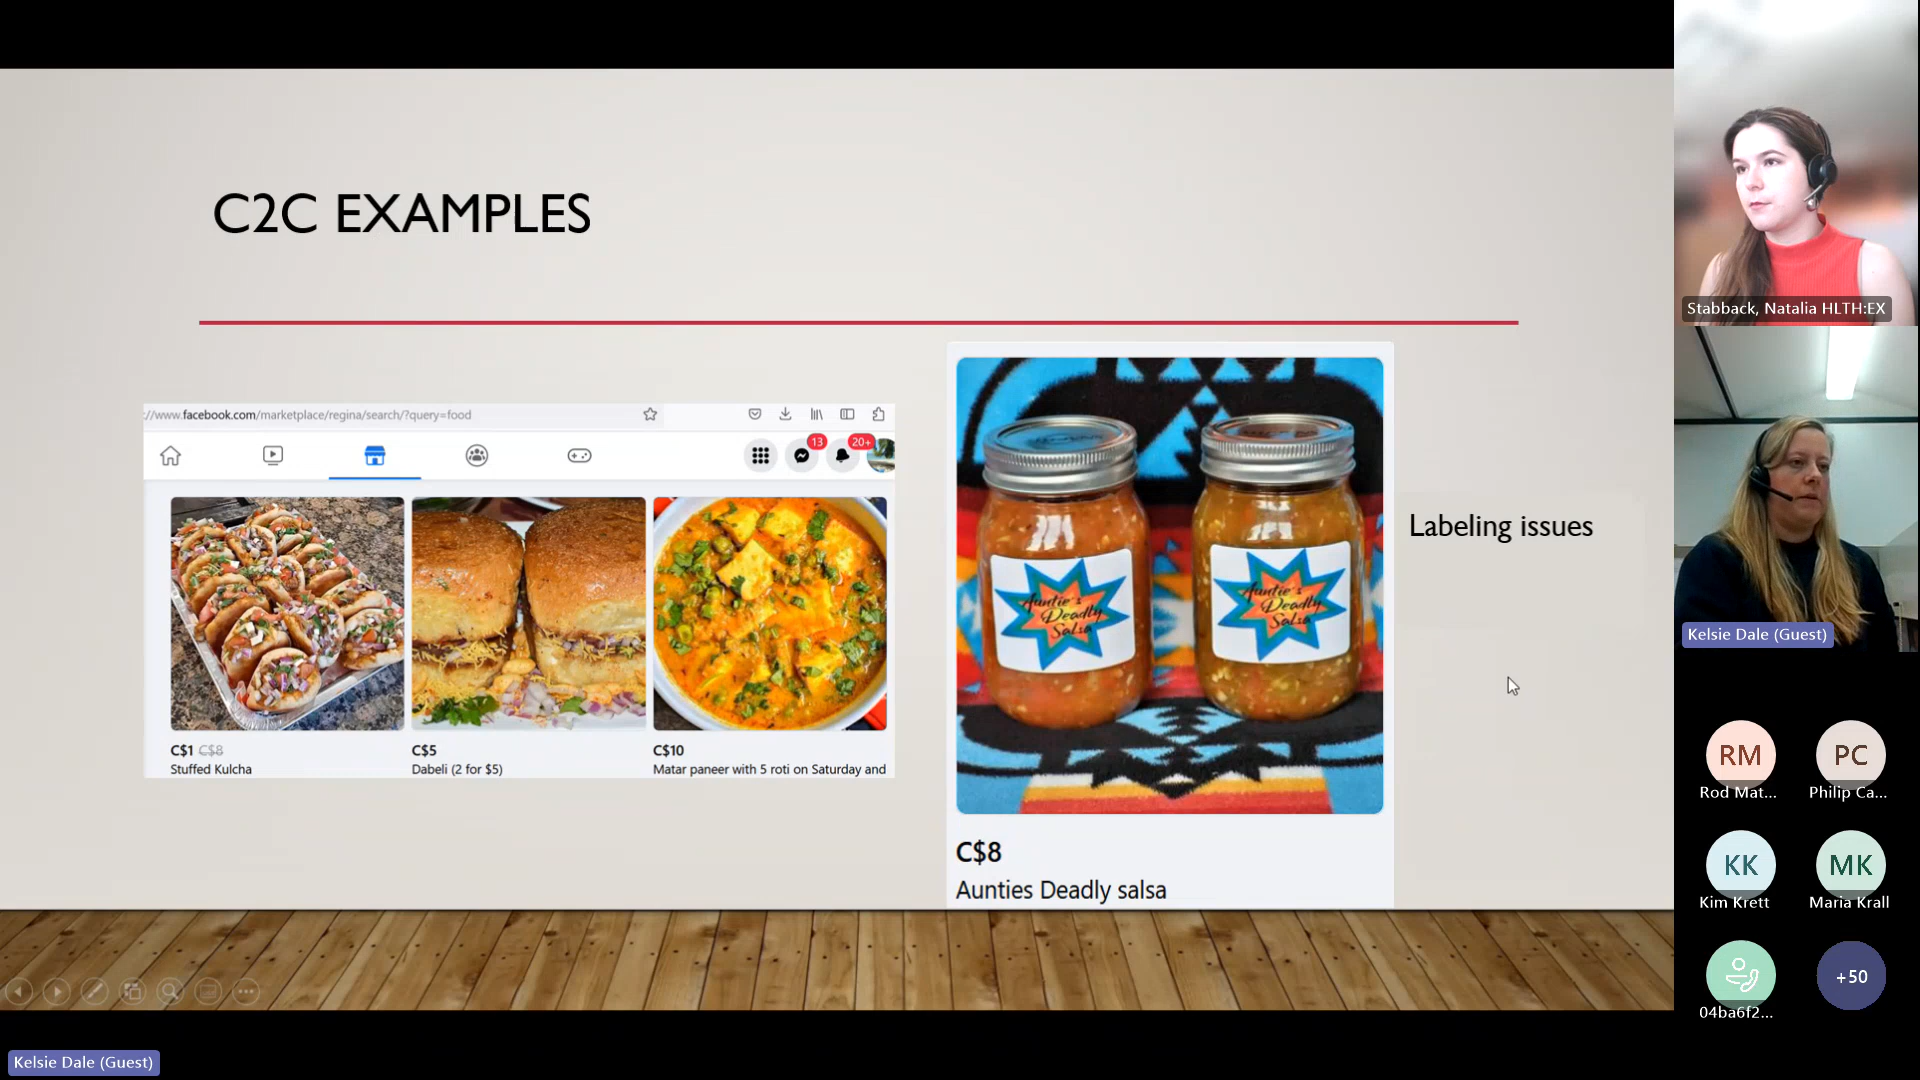 C2C EXAMPLES
://www.facebook.com/marketplace/regina/search/?query=food
13
20+
C$1 C$8
Stuffed Kulcha
C$5
Dabeli (2 for $5)
C$10
Matar paneer with 5 roti on Saturday and
Auntie's
Deadly
Salsa
Auntie's
Deadly
Salsa
C$8
Aunties Deadly salsa
Labeling issues
Stabback, Natalia HLTH:EX
Kelsie Dale (Guest)
RM
Rod Mat...
PC
Philip Ca...
KK
Kim Krett
MK
Maria Krall
04ba6f2...
+50
Kelsie Dale (Guest)